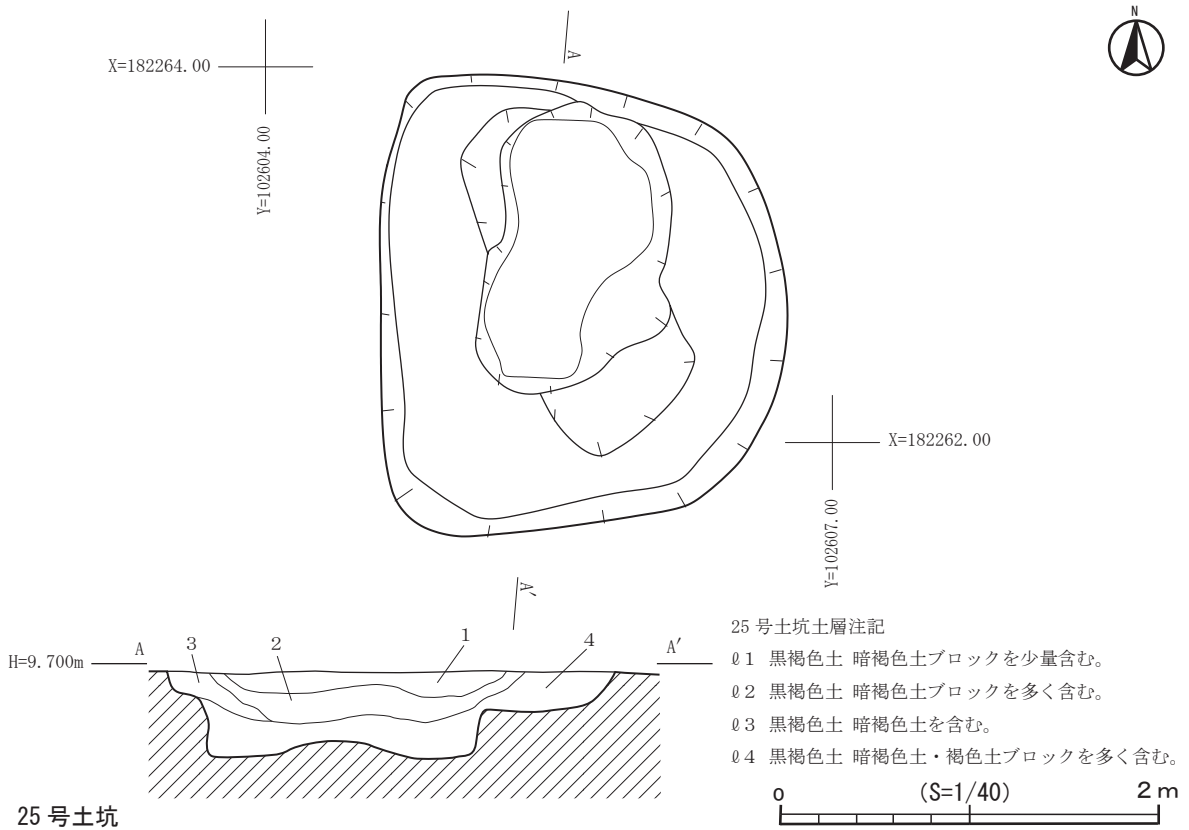 N
A
X=182264.00
Y=102604.00
X=182262.00
Y=102607.00
A′
H=9.700m
A
3
2
1
4
A′
25号土坑土層注記
ℓ1 黒褐色土 暗褐色土ブロックを少量含む。
ℓ2 黒褐色土 暗褐色土ブロックを多く含む。
ℓ3 黒褐色土 暗褐色土を含む。
ℓ4 黒褐色土 暗褐色土・褐色土ブロックを多く含む。
0 (S=1/40) 2m
25号土坑